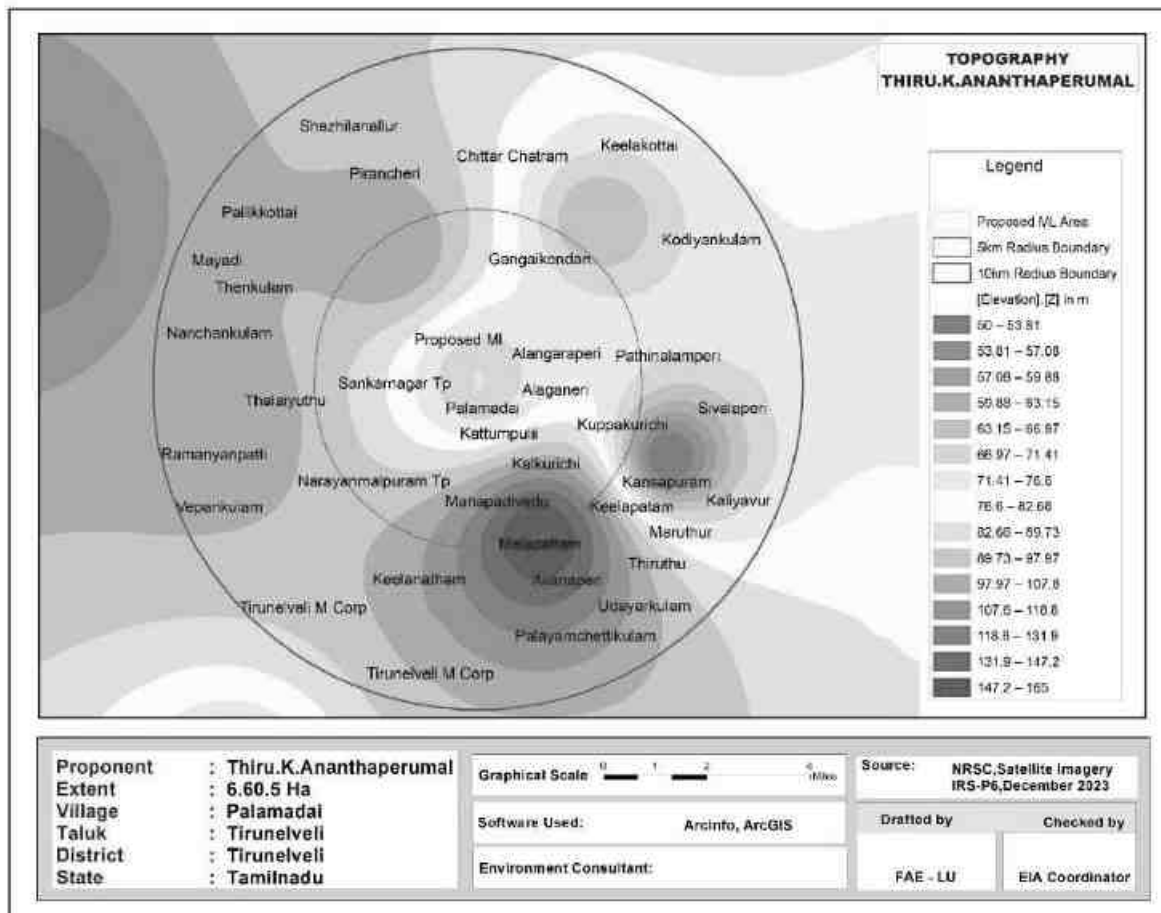 TOPOGRAPHY
THIRU.K.ANANTHAPERUMAL
Shezhilanallur
Keelakottai
Chittar Chatram
Pirancheri
Pallikkottai
Kodiyankulam
Mayadi
Gangaikondan
Thenkulam
Nanchankulam
Proposed ML
Alangaraperi
Pathinalamperi
Sankarnagar Tp
Alaganeri
Thalaiyuthu
Palamadai
Sivalaperi
Kuppakurichi
Kattumpuli
Ramanyanpatti
Kalkurichi
Narayanmalpuram Tp
Kansapuram
Vepankulam
Manapadivedu
Keelapatam
Kaliyavur
Maruthur
Melapatham
Thiruthu
Keelanatham
Tirunelveli M Corp
Udayarkulam
Palayamchettikulam
Tirunelveli M Corp
Legend
Proposed ML Area
5km Radius Boundary
10km Radius Boundary
[Elevation].[Z] in m
50 – 53.81
53.81 – 57.08
57.08 – 59.88
59.88 – 63.15
63.15 – 66.97
66.97 – 71.41
71.41 – 76.6
76.6 – 82.66
82.66 – 89.73
89.73 – 97.97
97.97 – 107.6
107.6 – 118.8
118.8 – 131.9
131.9 – 147.2
147.2 – 165
Proponent : Thiru.K.Ananthaperumal
Extent : 6.60.5 Ha
Village : Palamadai
Taluk : Tirunelveli
District : Tirunelveli
State : Tamilnadu
Graphical Scale 0 1 2 4
Miles
Software Used: Arcinfo, ArcGIS
Environment Consultant:
Source: NRSC,Satellite Imagery
IRS-P6,December 2023
Drafted by Checked by
FAE - LU EIA Coordinator